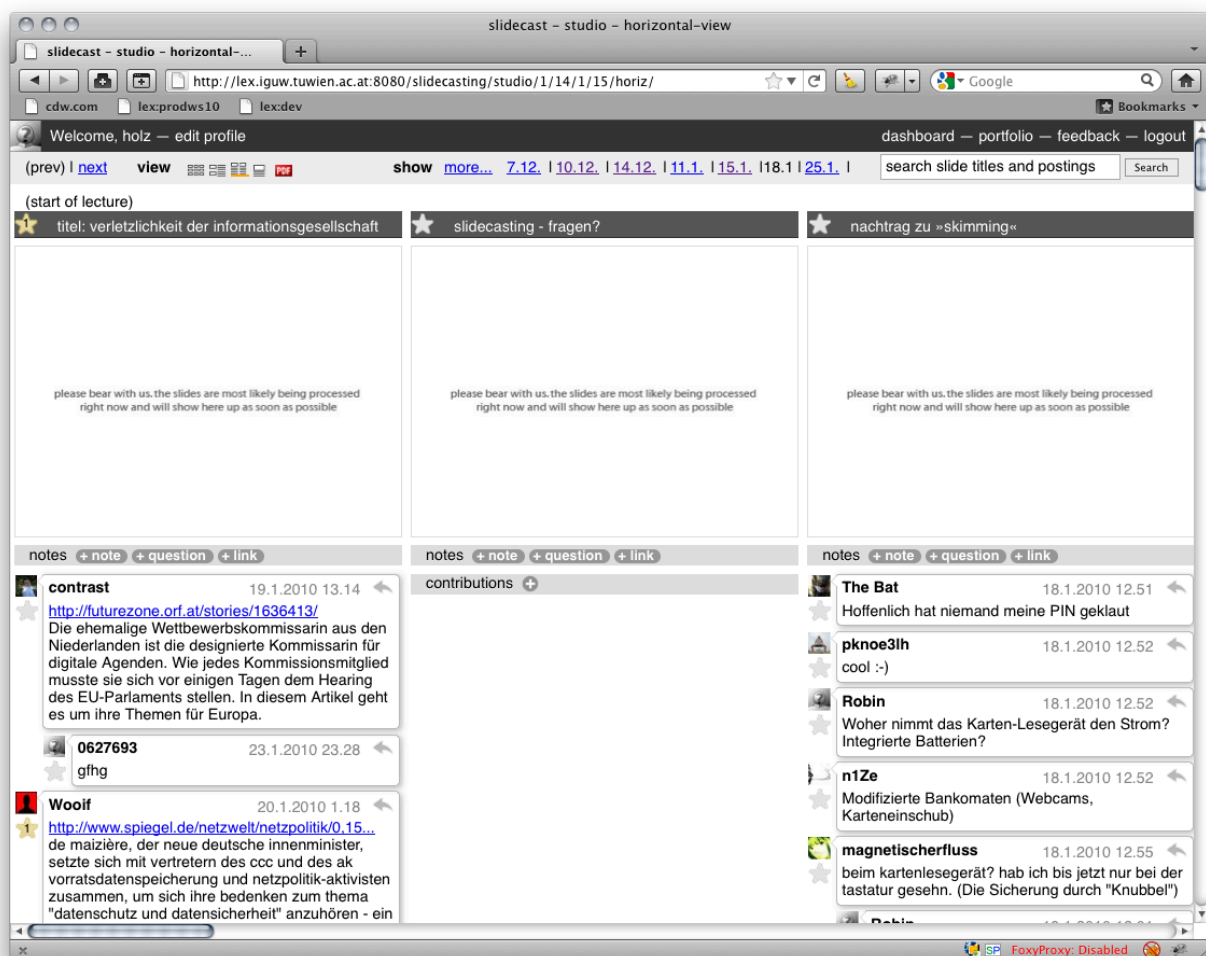 slidecast – studio – horizontal-view
slidecast – studio – horizontal-...
http://lex.iguw.tuwien.ac.at:8080/slidecasting/studio/1/14/1/15/horiz/
Google
cdw.com lex:prodws10 lex:dev
Bookmarks
Welcome, holz — edit profile
dashboard — portfolio — feedback — logout
(prev) | next view PDF show more... 7.12. | 10.12. | 14.12. | 11.1. | 15.1. |18.1 | 25.1. |
search slide titles and postings
Search
(start of lecture)
1 titel: verletzlichkeit der informationsgesellschaft
please bear with us. the slides are most likely being processed
right now and will show here up as soon as possible
notes + note + question + link
contrast 19.1.2010 13.14
http://futurezone.orf.at/stories/1636413/
Die ehemalige Wettbewerbskommissarin aus den
Niederlanden ist die designierte Kommissarin für
digitale Agenden. Wie jedes Kommissionsmitglied
musste sie sich vor einigen Tagen dem Hearing
des EU-Parlaments stellen. In diesem Artikel geht
es um ihre Themen für Europa.
0627693 23.1.2010 23.28
gfhg
Wooif 20.1.2010 1.18
1
http://www.spiegel.de/netzwelt/netzpolitik/0,15...
de maizière, der neue deutsche innenminister,
setzte sich mit vertretern des ccc und des ak
vorratsdatenspeicherung und netzpolitik-aktivisten
zusammen, um sich ihre bedenken zum thema
"datenschutz und datensicherheit" anzuhören - ein
slidecasting - fragen?
please bear with us. the slides are most likely being processed
right now and will show here up as soon as possible
notes + note + question + link
contributions +
nachtrag zu »skimming«
please bear with us. the slides are most likely being processed
right now and will show here up as soon as possible
notes + note + question + link
The Bat 18.1.2010 12.51
Hoffenlich hat niemand meine PIN geklaut
pknoe3lh 18.1.2010 12.52
cool :-)
Robin 18.1.2010 12.52
Woher nimmt das Karten-Lesegerät den Strom?
Integrierte Batterien?
n1Ze 18.1.2010 12.52
Modifizierte Bankomaten (Webcams,
Karteneinschub)
magnetischerfluss 18.1.2010 12.55
beim kartenlesegerät? hab ich bis jetzt nur bei der
tastatur gesehn. (Die Sicherung durch "Knubbel")
Robin
SP FoxyProxy: Disabled